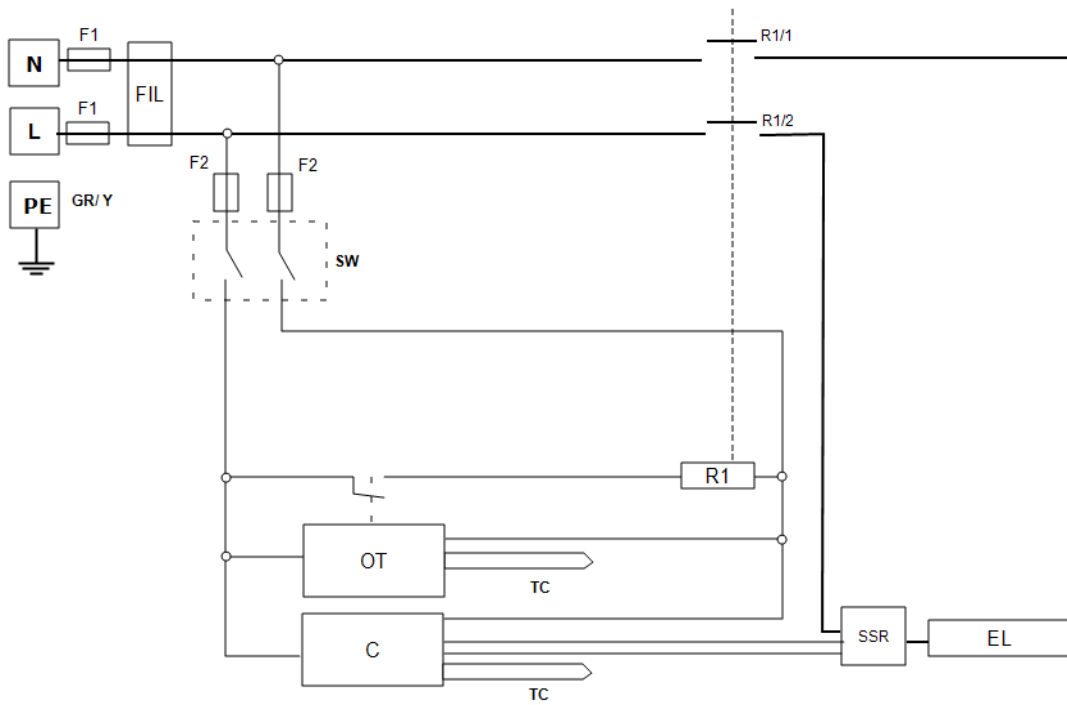 F1
N
R1/1
FIL
F1
L
R1/2
F2
F2
PE
GR/ Y
SW
R1
OT
TC
C
SSR
EL
TC